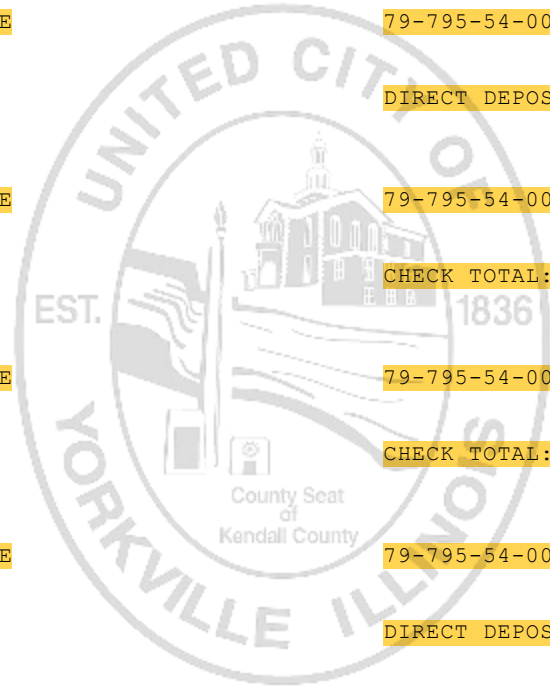 E 79-795-54-00
DIRECT DEPOS
E 79-795-54-00
CHECK TOTAL:
E 79-795-54-00
CHECK TOTAL:
E 79-795-54-00
DIRECT DEPOS
UNITED CITY OF
EST. 1836
County Seat
of
Kendall County
YORKVILLE ILLINOIS